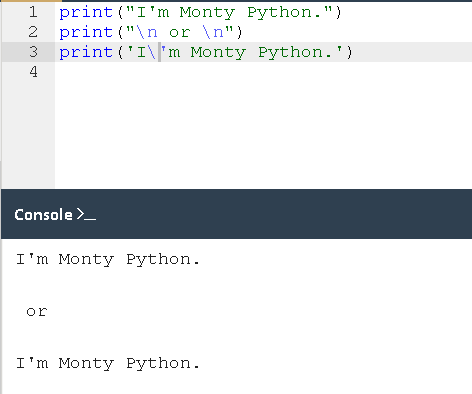 1 print("I'm Monty Python.")
2 print("\n or \n")
3 print('I\'m Monty Python.')
4
Console >_
I'm Monty Python.
or
I'm Monty Python.